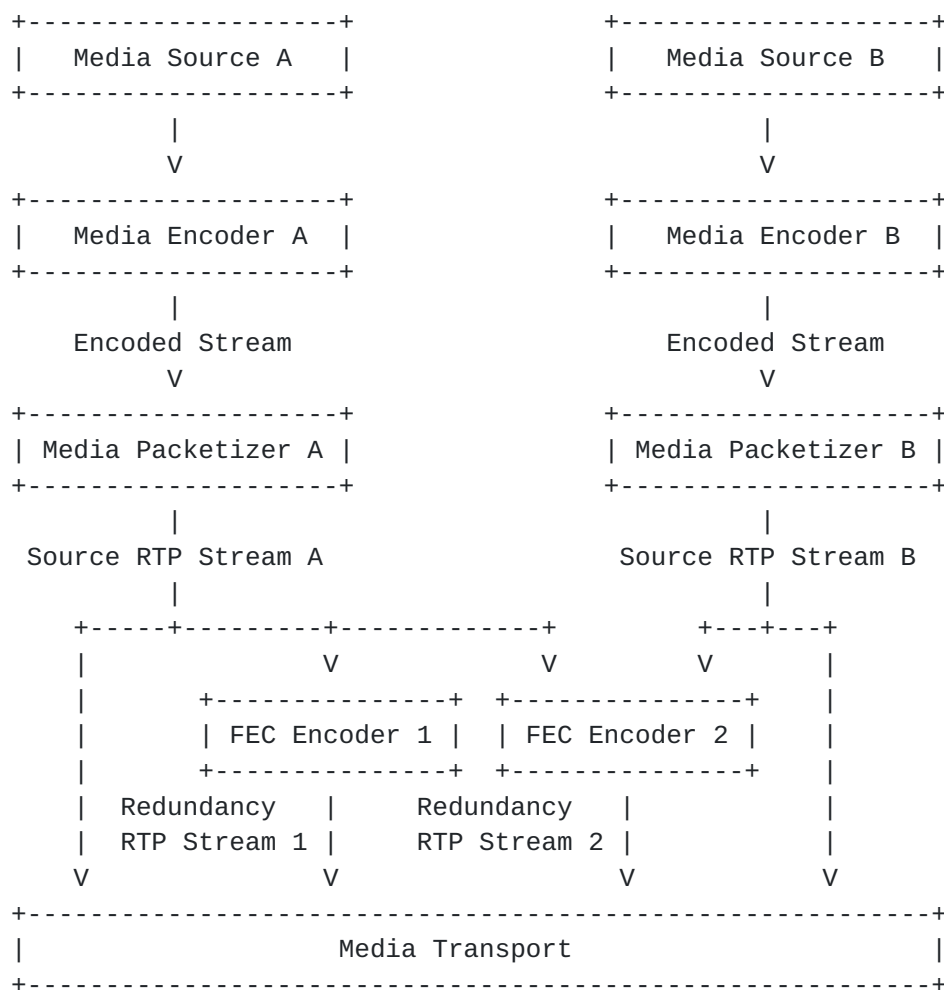 +--------------------+                +--------------------+
|   Media Source A   |                |   Media Source B   |
+--------------------+                +--------------------+
          |                                     |
          V                                     V
+--------------------+                +--------------------+
|   Media Encoder A  |                |   Media Encoder B  |
+--------------------+                +--------------------+
          |                                     |
    Encoded Stream                        Encoded Stream
          V                                     V
+--------------------+                +--------------------+
| Media Packetizer A |                | Media Packetizer B |
+--------------------+                +--------------------+
          |                                     |
 Source RTP Stream A                   Source RTP Stream B
          |                                     |
    +-----+---------+-------------+         +---+---+
    |               V             V         V       |
    |       +---------------+  +---------------+    |
    |       | FEC Encoder 1 |  | FEC Encoder 2 |    |
    |       +---------------+  +---------------+    |
    |  Redundancy   |     Redundancy   |            |
    |  RTP Stream 1 |     RTP Stream 2 |            |
    V               V                  V            V
+----------------------------------------------------------+
|                    Media Transport                       |
+----------------------------------------------------------+